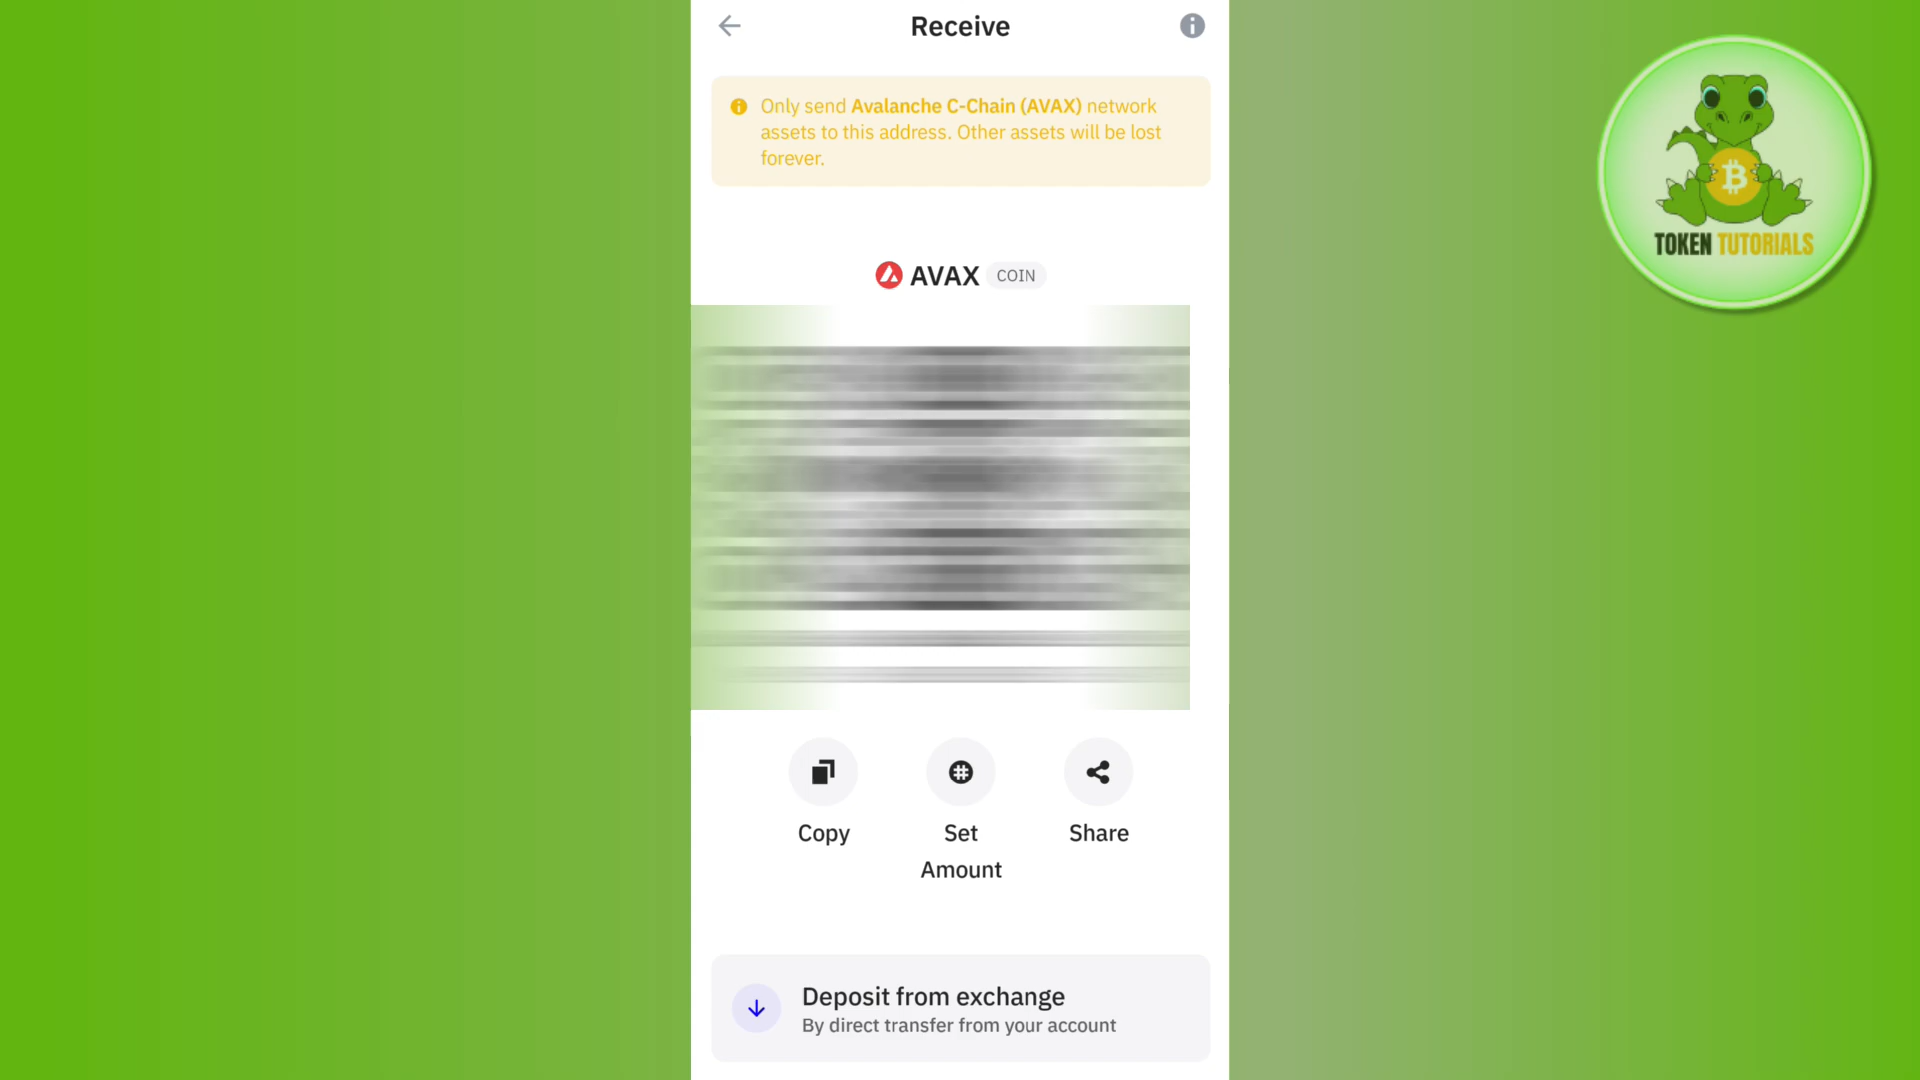 Receive
Only send Avalanche C-Chain (AVAX) network
assets to this address. Other assets will be lost
forever.
AVAX COIN
Copy
Set
Amount
Share
Deposit from exchange
By direct transfer from your account
TOKEN TUTORIALS